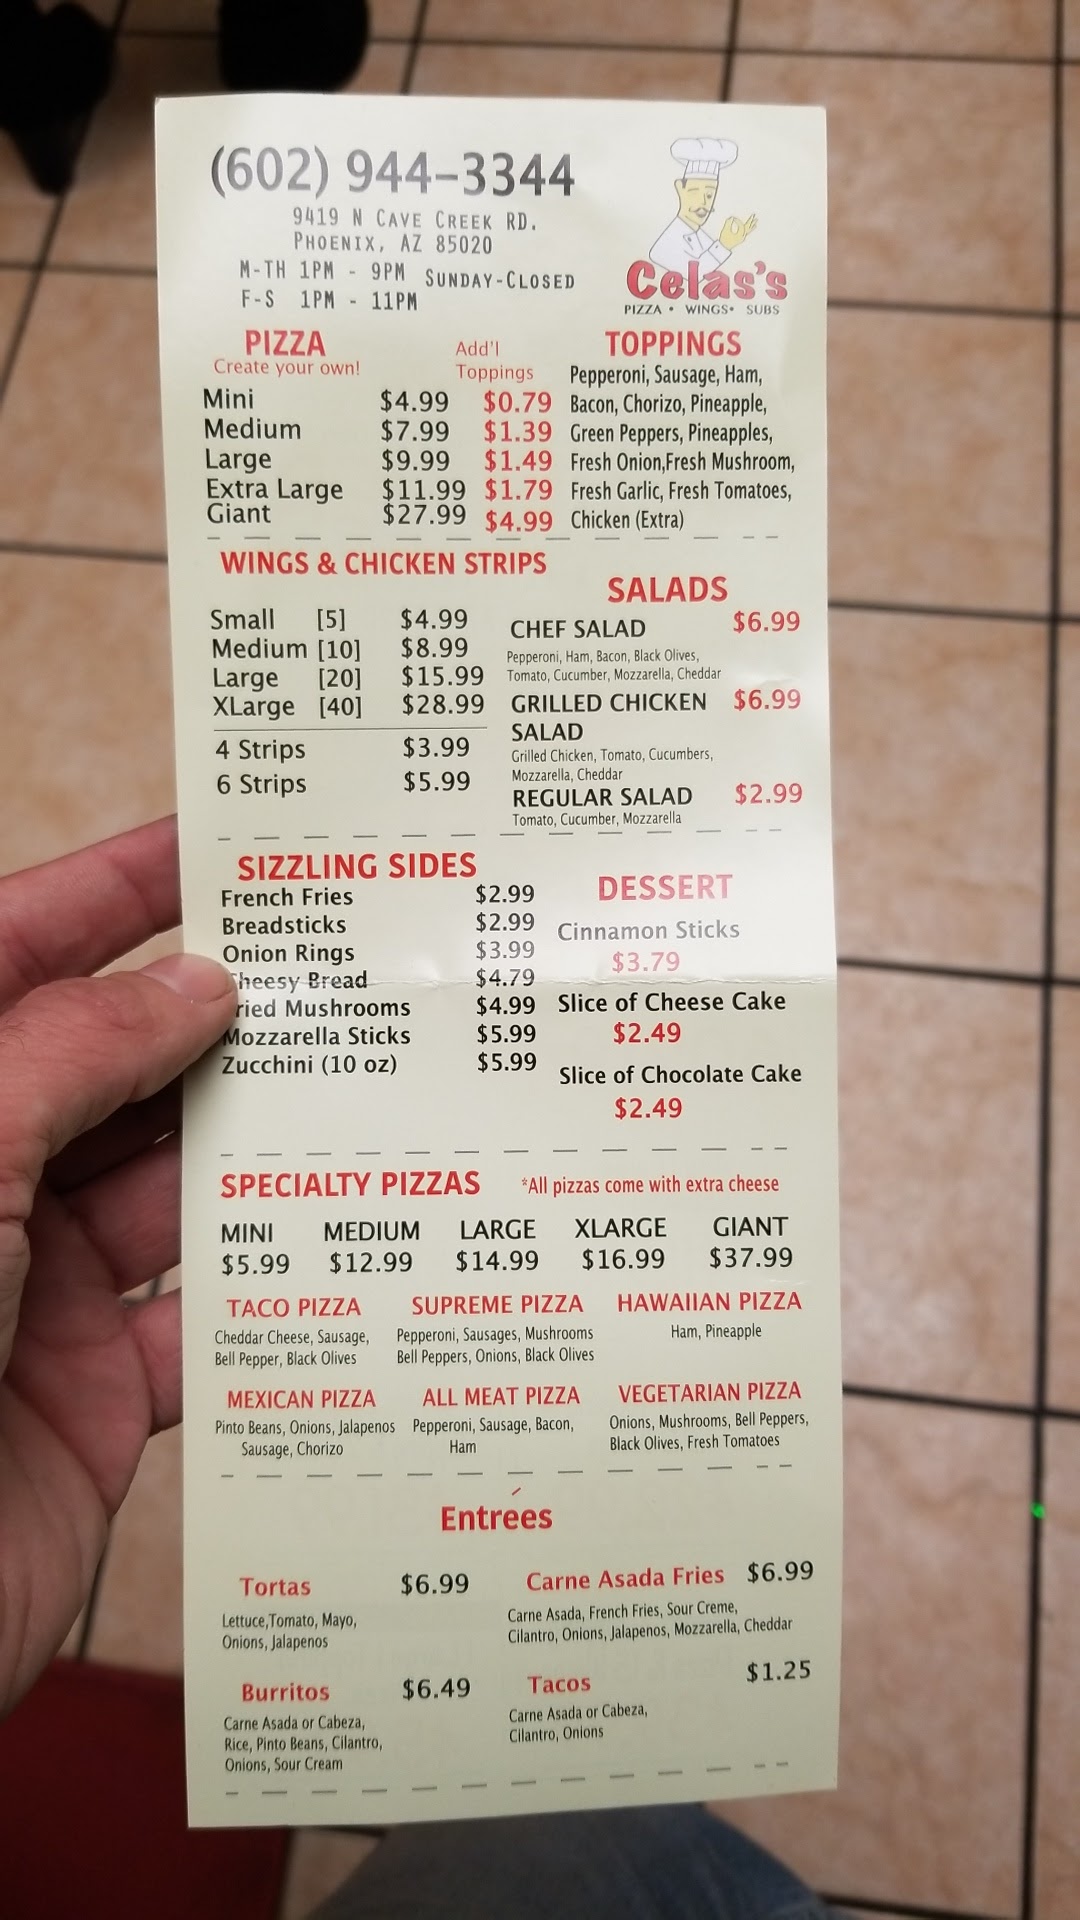 (602) 944-3344
9419 N CAVE CREEK RD.
PHOENIX, AZ 85020
M-TH 1PM - 9PM SUNDAY-CLOSED
F-S 1PM - 11PM
Celas's
PIZZA • WINGS• SUBS
PIZZA
Create your own!
Add'l
Toppings
Mini $4.99 $0.79
Medium $7.99 $1.39
Large $9.99 $1.49
Extra Large $11.99 $1.79
Giant $27.99 $4.99
TOPPINGS
Pepperoni, Sausage, Ham,
Bacon, Chorizo, Pineapple,
Green Peppers, Pineapples,
Fresh Onion,Fresh Mushroom,
Fresh Garlic, Fresh Tomatoes,
Chicken (Extra)
WINGS & CHICKEN STRIPS
Small [5] $4.99
Medium [10] $8.99
Large [20] $15.99
XLarge [40] $28.99
4 Strips $3.99
6 Strips $5.99
SALADS
CHEF SALAD $6.99
Pepperoni, Ham, Bacon, Black Olives,
Tomato, Cucumber, Mozzarella, Cheddar
GRILLED CHICKEN $6.99
SALAD
Grilled Chicken, Tomato, Cucumbers,
Mozzarella, Cheddar
REGULAR SALAD $2.99
Tomato, Cucumber, Mozzarella
SIZZLING SIDES
French Fries $2.99
Breadsticks $2.99
Onion Rings $3.99
Cheesy Bread $4.79
Fried Mushrooms $4.99
Mozzarella Sticks $5.99
Zucchini (10 oz) $5.99
DESSERT
Cinnamon Sticks
$3.79
Slice of Cheese Cake
$2.49
Slice of Chocolate Cake
$2.49
SPECIALTY PIZZAS *All pizzas come with extra cheese
MINI MEDIUM LARGE XLARGE GIANT
$5.99 $12.99 $14.99 $16.99 $37.99
TACO PIZZA
Cheddar Cheese, Sausage,
Bell Pepper, Black Olives
SUPREME PIZZA
Pepperoni, Sausages, Mushrooms
Bell Peppers, Onions, Black Olives
HAWAIIAN PIZZA
Ham, Pineapple
MEXICAN PIZZA
Pinto Beans, Onions, Jalapenos
Sausage, Chorizo
ALL MEAT PIZZA
Pepperoni, Sausage, Bacon,
Ham
VEGETARIAN PIZZA
Onions, Mushrooms, Bell Peppers,
Black Olives, Fresh Tomatoes
Entrées
Tortas $6.99
Lettuce,Tomato, Mayo,
Onions, Jalapenos
Carne Asada Fries $6.99
Carne Asada, French Fries, Sour Creme,
Cilantro, Onions, Jalapenos, Mozzarella, Cheddar
Burritos $6.49
Carne Asada or Cabeza,
Rice, Pinto Beans, Cilantro,
Onions, Sour Cream
Tacos $1.25
Carne Asada or Cabeza,
Cilantro, Onions